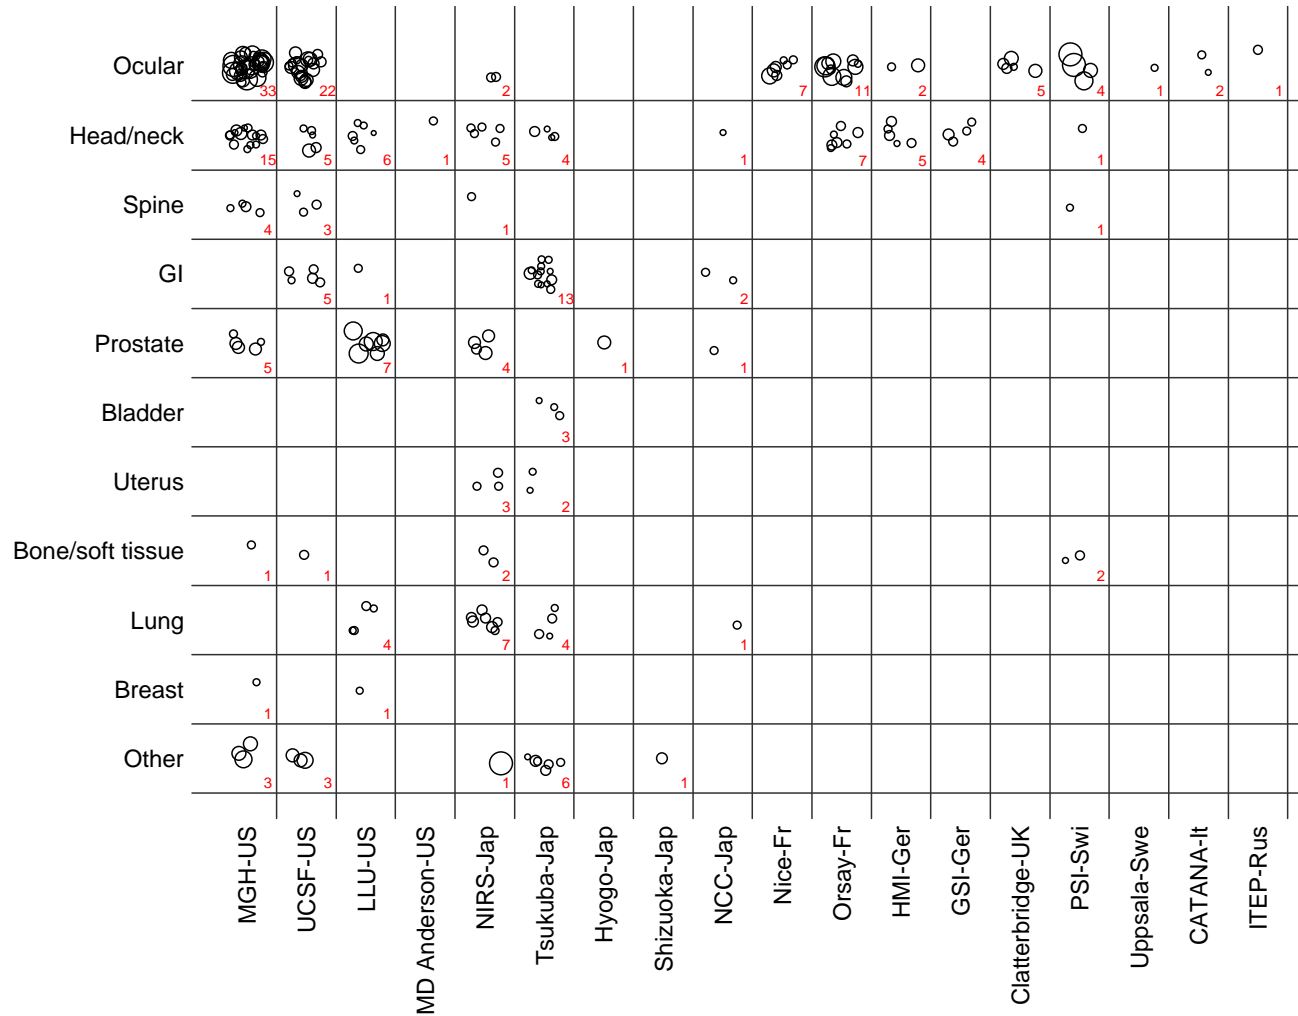 Ocular 33 22 2 7 11 2 5 4 1 2 1
Head/neck 15 5 6 1 5 4 1 7 5 4 1
Spine 4 3 1 1
GI 5 1 13 2
Prostate 5 7 4 1 1
Bladder 3
Uterus 3 2
Bone/soft tissue 1 1 2 2
Lung 4 7 4 1
Breast 1 1
Other 3 3 1 6 1
MGH-US
UCSF-US
LLU-US
MD Anderson-US
NIRS-Jap
Tsukuba-Jap
Hyogo-Jap
Shizuoka-Jap
NCC-Jap
Nice-Fr
Orsay-Fr
HMI-Ger
GSI-Ger
Clatterbridge-UK
PSI-Swi
Uppsala-Swe
CATANA-It
ITEP-Rus